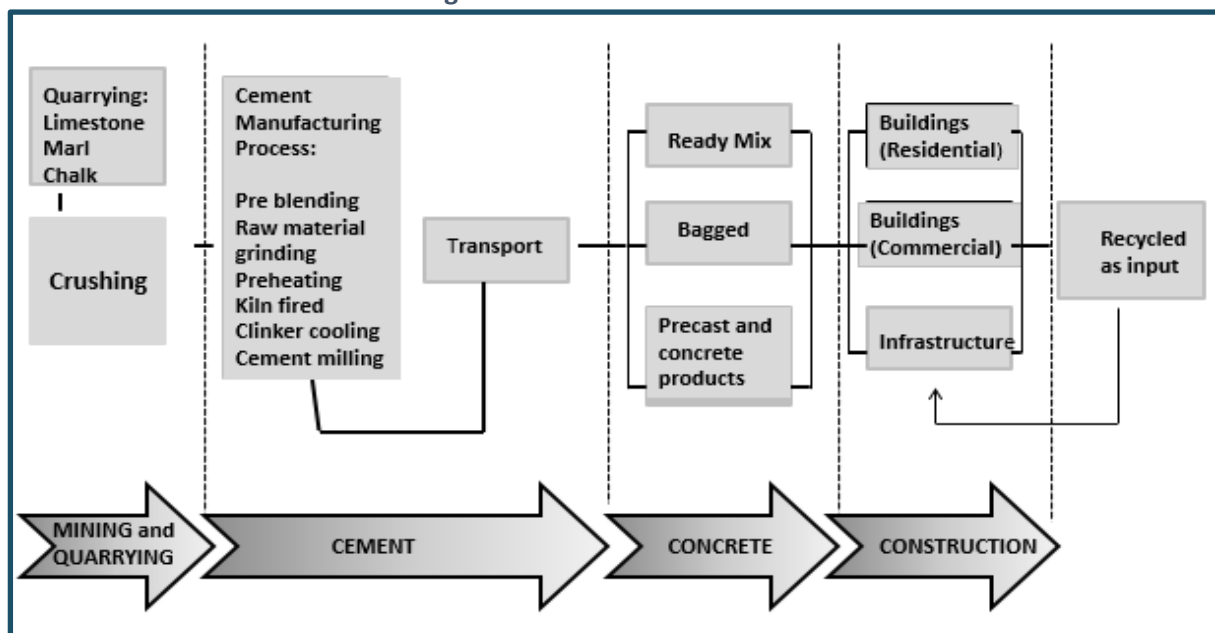 Quarrying:
Limestone
Marl
Chalk
Crushing
Cement
Manufacturing
Process:
Pre blending
Raw material
grinding
Preheating
Kiln fired
Clinker cooling
Cement milling
Transport
Ready Mix
Bagged
Precast and
concrete
products
Buildings
(Residential)
Buildings
(Commercial)
Infrastructure
Recycled
as input
MINING and
QUARRYING
CEMENT
CONCRETE
CONSTRUCTION